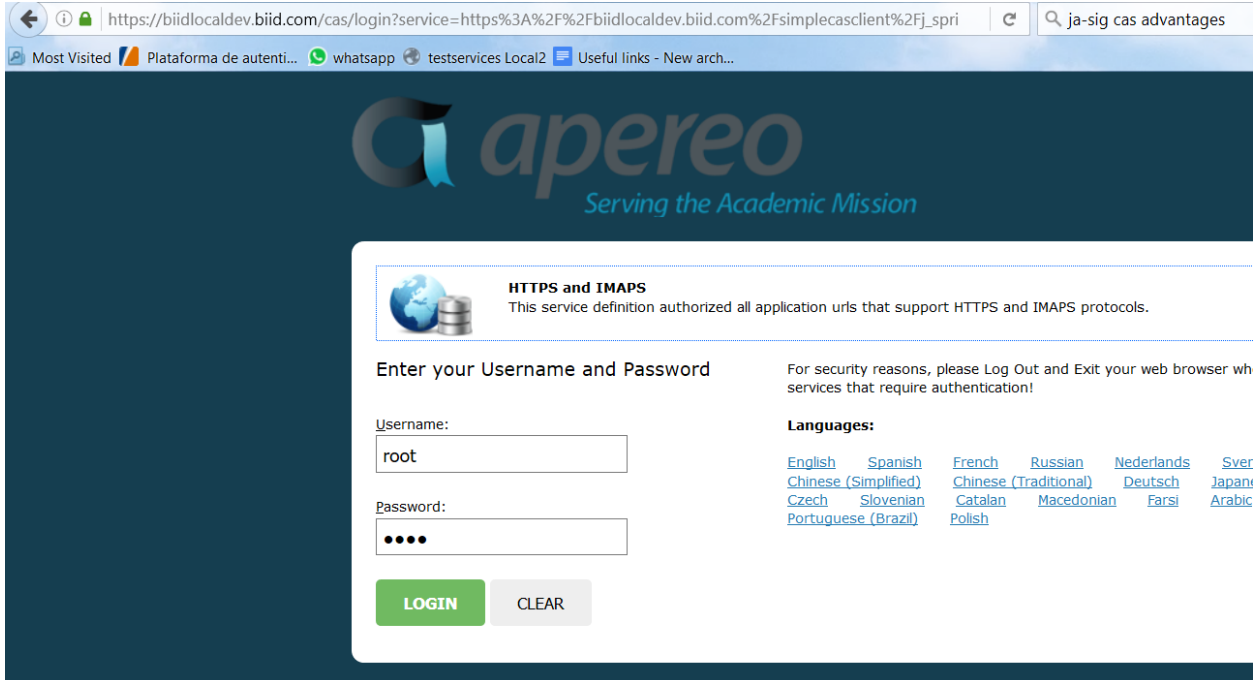 https://biidlocaldev.biid.com/cas/login?service=https%3A%2F%2Fbiidlocaldev.biid.com%2Fsimplecasclient%2Fj_spri ja-sig cas advantages
Most Visited Plataforma de autenti... whatsapp testservices Local2 Useful links - New arch...
apereo
Serving the Academic Mission
HTTPS and IMAPS
This service definition authorized all application urls that support HTTPS and IMAPS protocols.
Enter your Username and Password
Username:
root
Password:
LOGIN CLEAR
For security reasons, please Log Out and Exit your web browser
services that require authentication!
Languages:
English Spanish French Russian Nederlands
Chinese (Simplified) Chinese (Traditional) Deutsch
Czech Slovenian Catalan Macedonian Farsi Arabic
Portuguese (Brazil) Polish